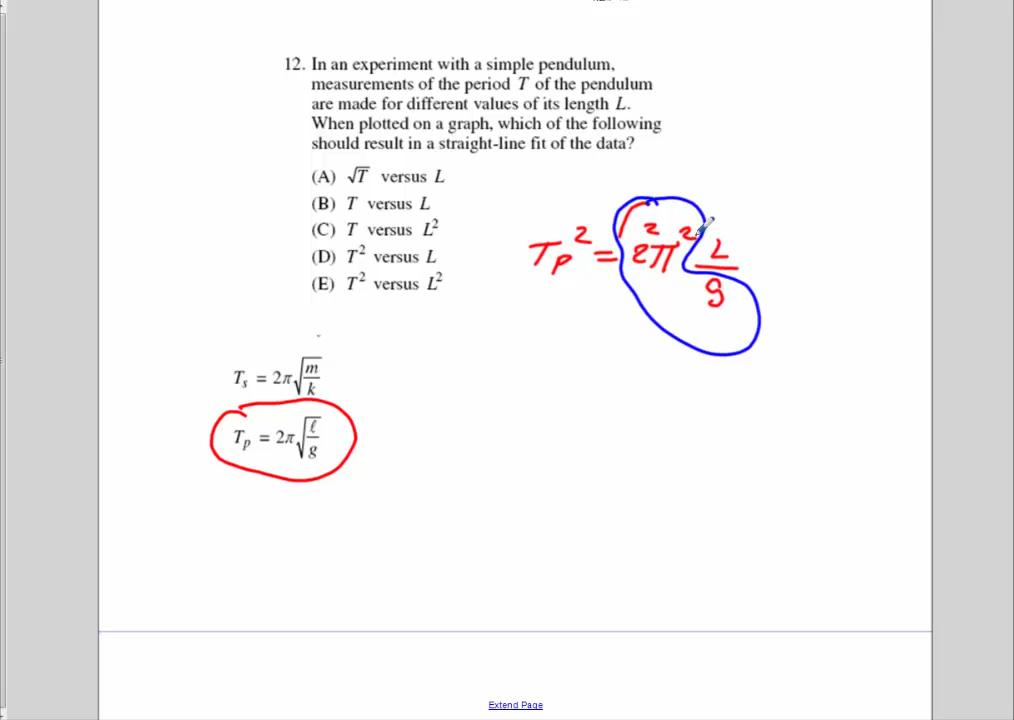 12. In an experiment with a simple pendulum,
measurements of the period T of the pendulum
are made for different values of its length L.
When plotted on a graph, which of the following
should result in a straight-line fit of the data?
(A) √T versus L
(B) T versus L
(C) T versus L²
(D) T² versus L
(E) T² versus L²
Tp² = 2²π² L/g
Tₛ = 2π√(m/k)
Tₚ = 2π√(ℓ/g)
Extend Page